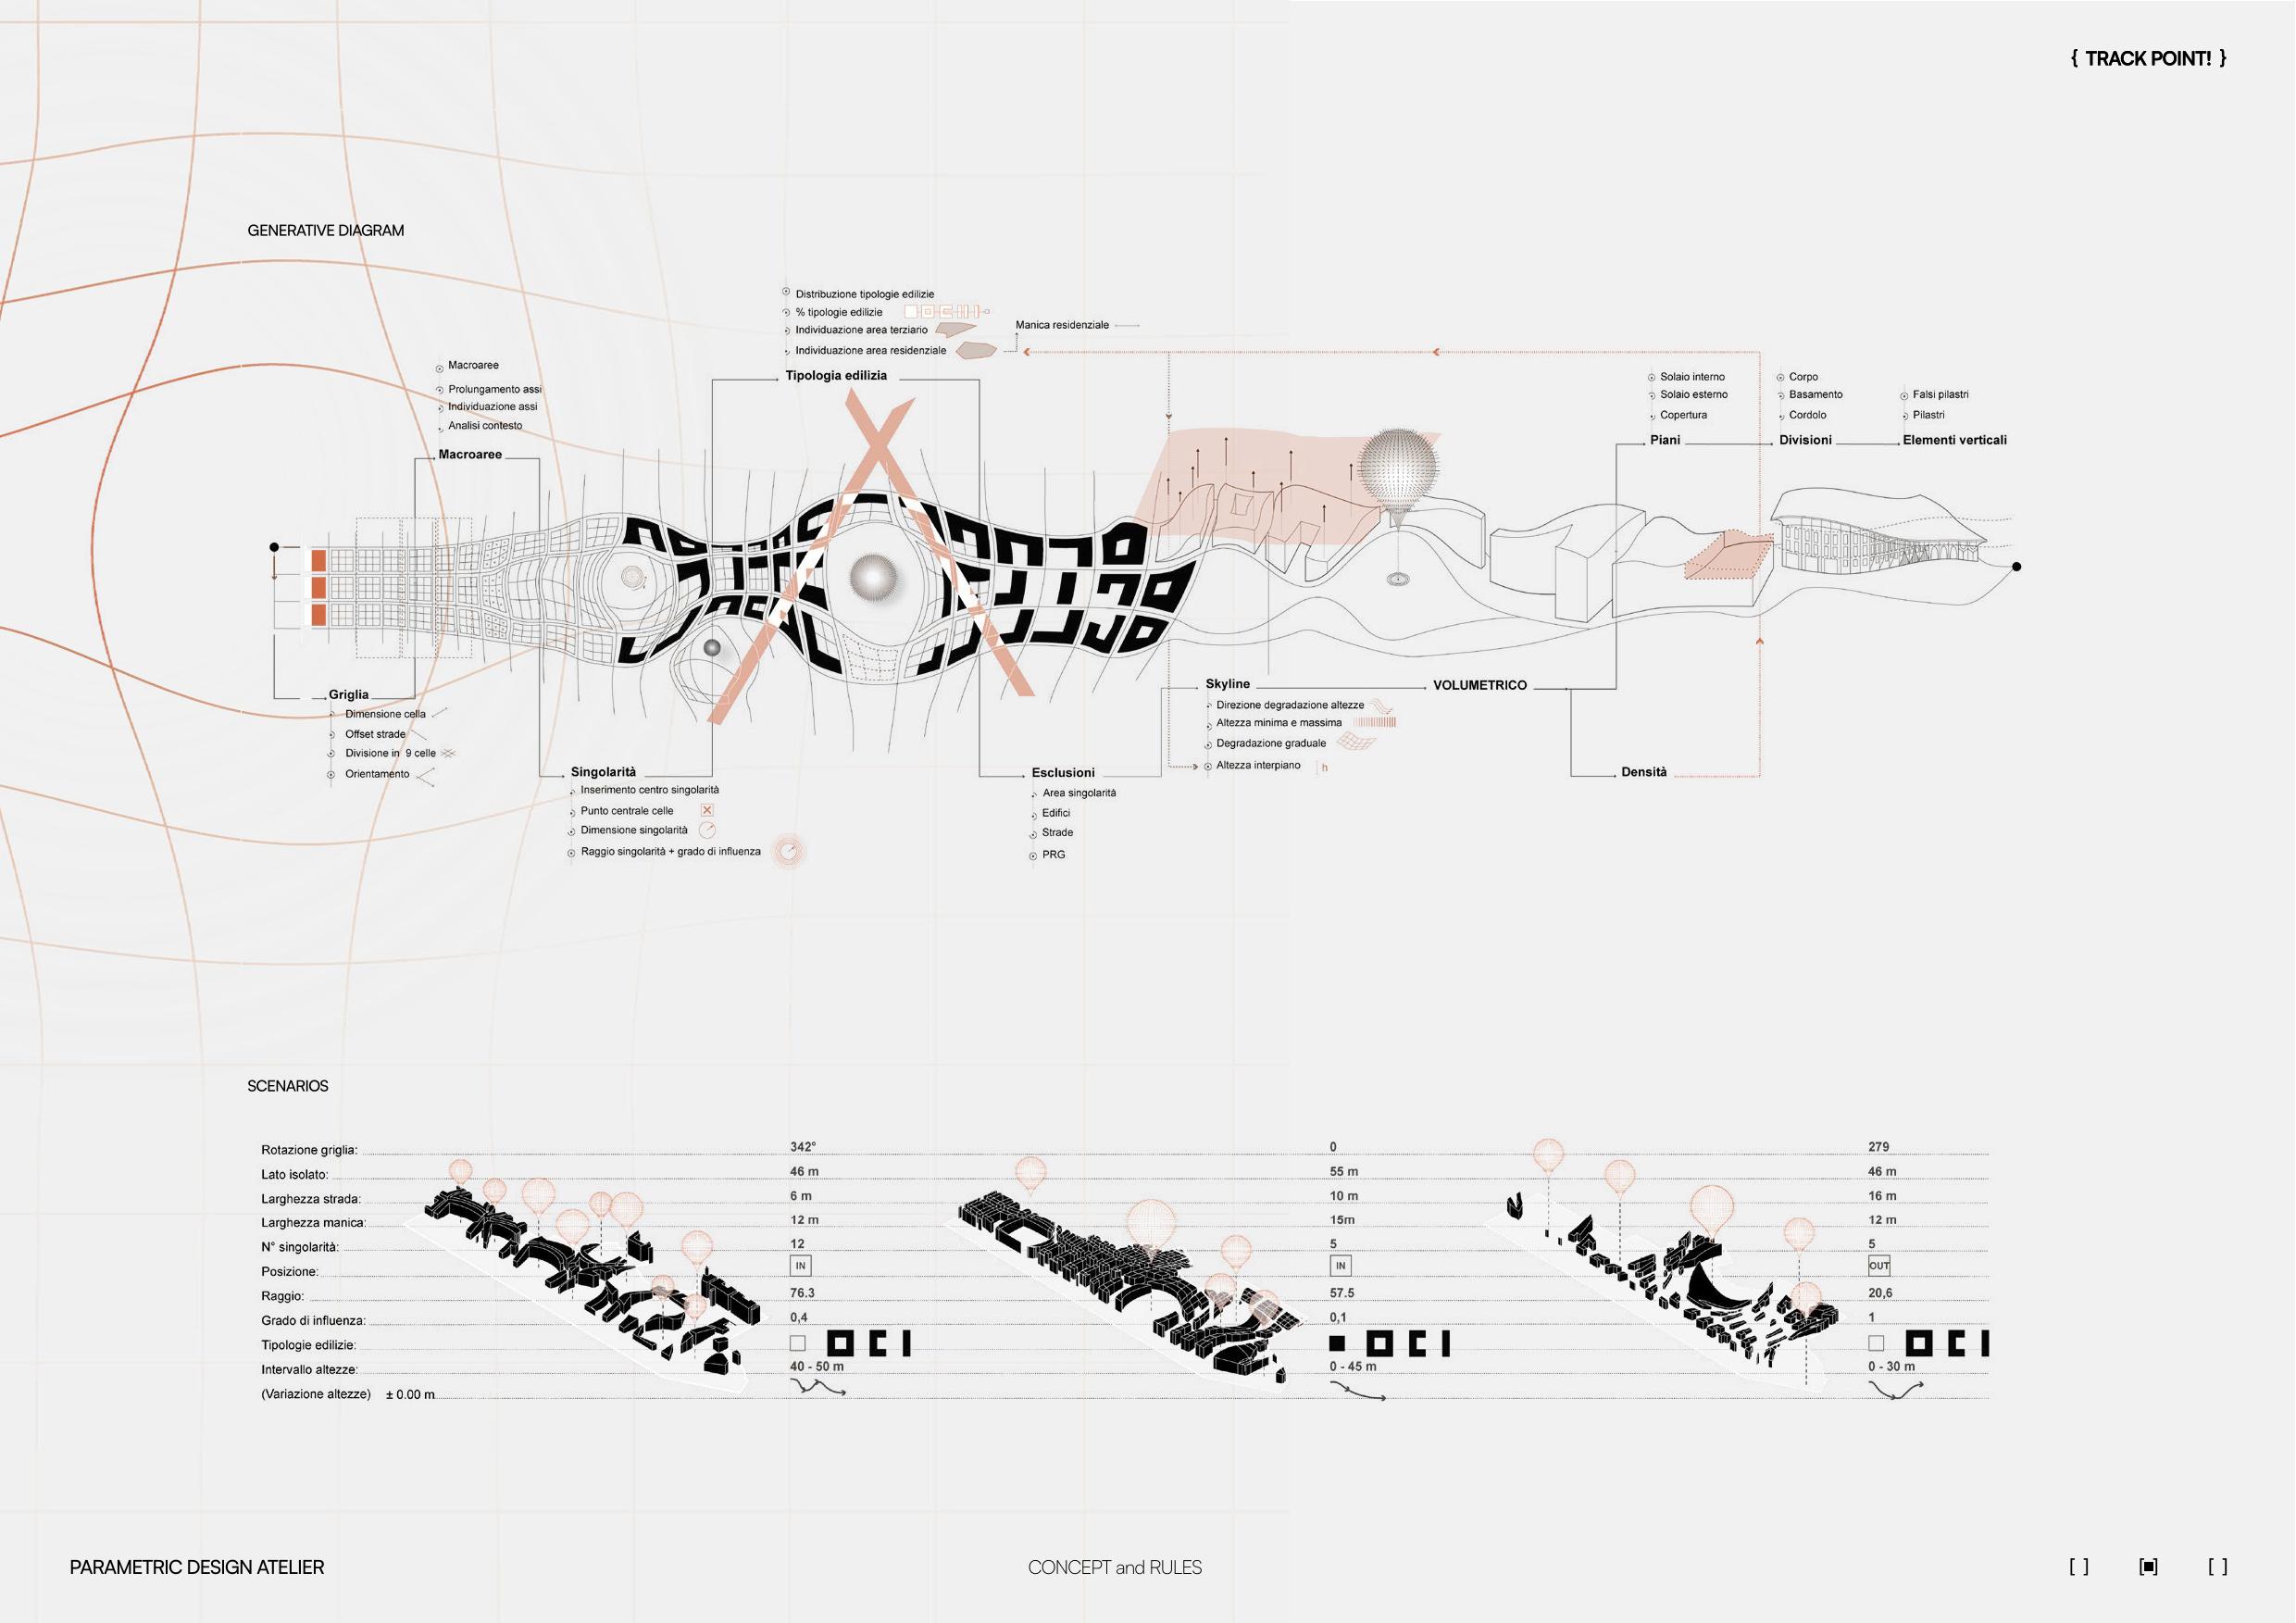 { TRACK POINT! }
GENERATIVE DIAGRAM
Distribuzione tipologie edilizie
% tipologie edilizie
Individuazione area terziario
Individuazione area residenziale
Manica residenziale
Tipologia edilizia
Macroaree
Prolungamento assi
Individuazione assi
Analisi contesto
Macroaree
Solaio interno
Solaio esterno
Copertura
Piani
Corpo
Basamento
Cordolo
Divisioni
Falsi pilastri
Pilastri
Elementi verticali
Griglia
Dimensione cella
Offset strade
Divisione in 9 celle
Orientamento
Singolarità
Inserimento centro singolarità
Punto centrale celle
Dimensione singolarità
Raggio singolarità + grado di influenza
Esclusioni
Area singolarità
Edifici
Strade
PRG
Skyline
Direzione degradazione altezze
Altezza minima e massima
Degradazione graduale
Altezza interpiano
h
VOLUMETRICO
Densità
SCENARIOS
Rotazione griglia: 342° 0 279
Lato isolato: 46 m 55 m 46 m
Larghezza strada: 6 m 10 m 16 m
Larghezza manica: 12 m 15m 12 m
N° singolarità: 12 5 5
Posizione: IN IN OUT
Raggio: 76.3 57.5 20,6
Grado di influenza: 0,4 0,1 1
Tipologie edilizie:
Intervallo altezze: 40 - 50 m 0 - 45 m 0 - 30 m
(Variazione altezze) ± 0.00 m
PARAMETRIC DESIGN ATELIER
CONCEPT and RULES
[ ] [■] [ ]